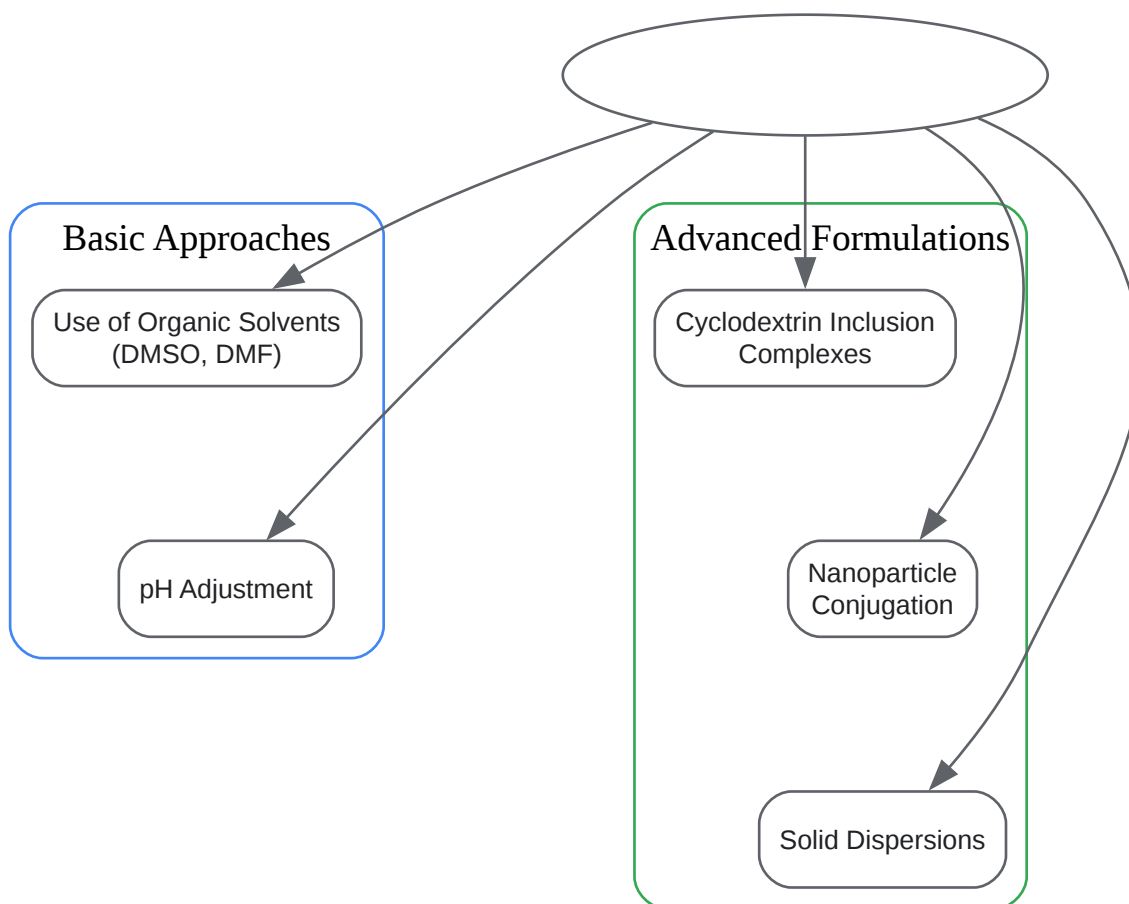 Basic Approaches
Use of Organic Solvents
(DMSO, DMF)
pH Adjustment
Advanced Formulations
Cyclodextrin Inclusion
Complexes
Nanoparticle
Conjugation
Solid Dispersions